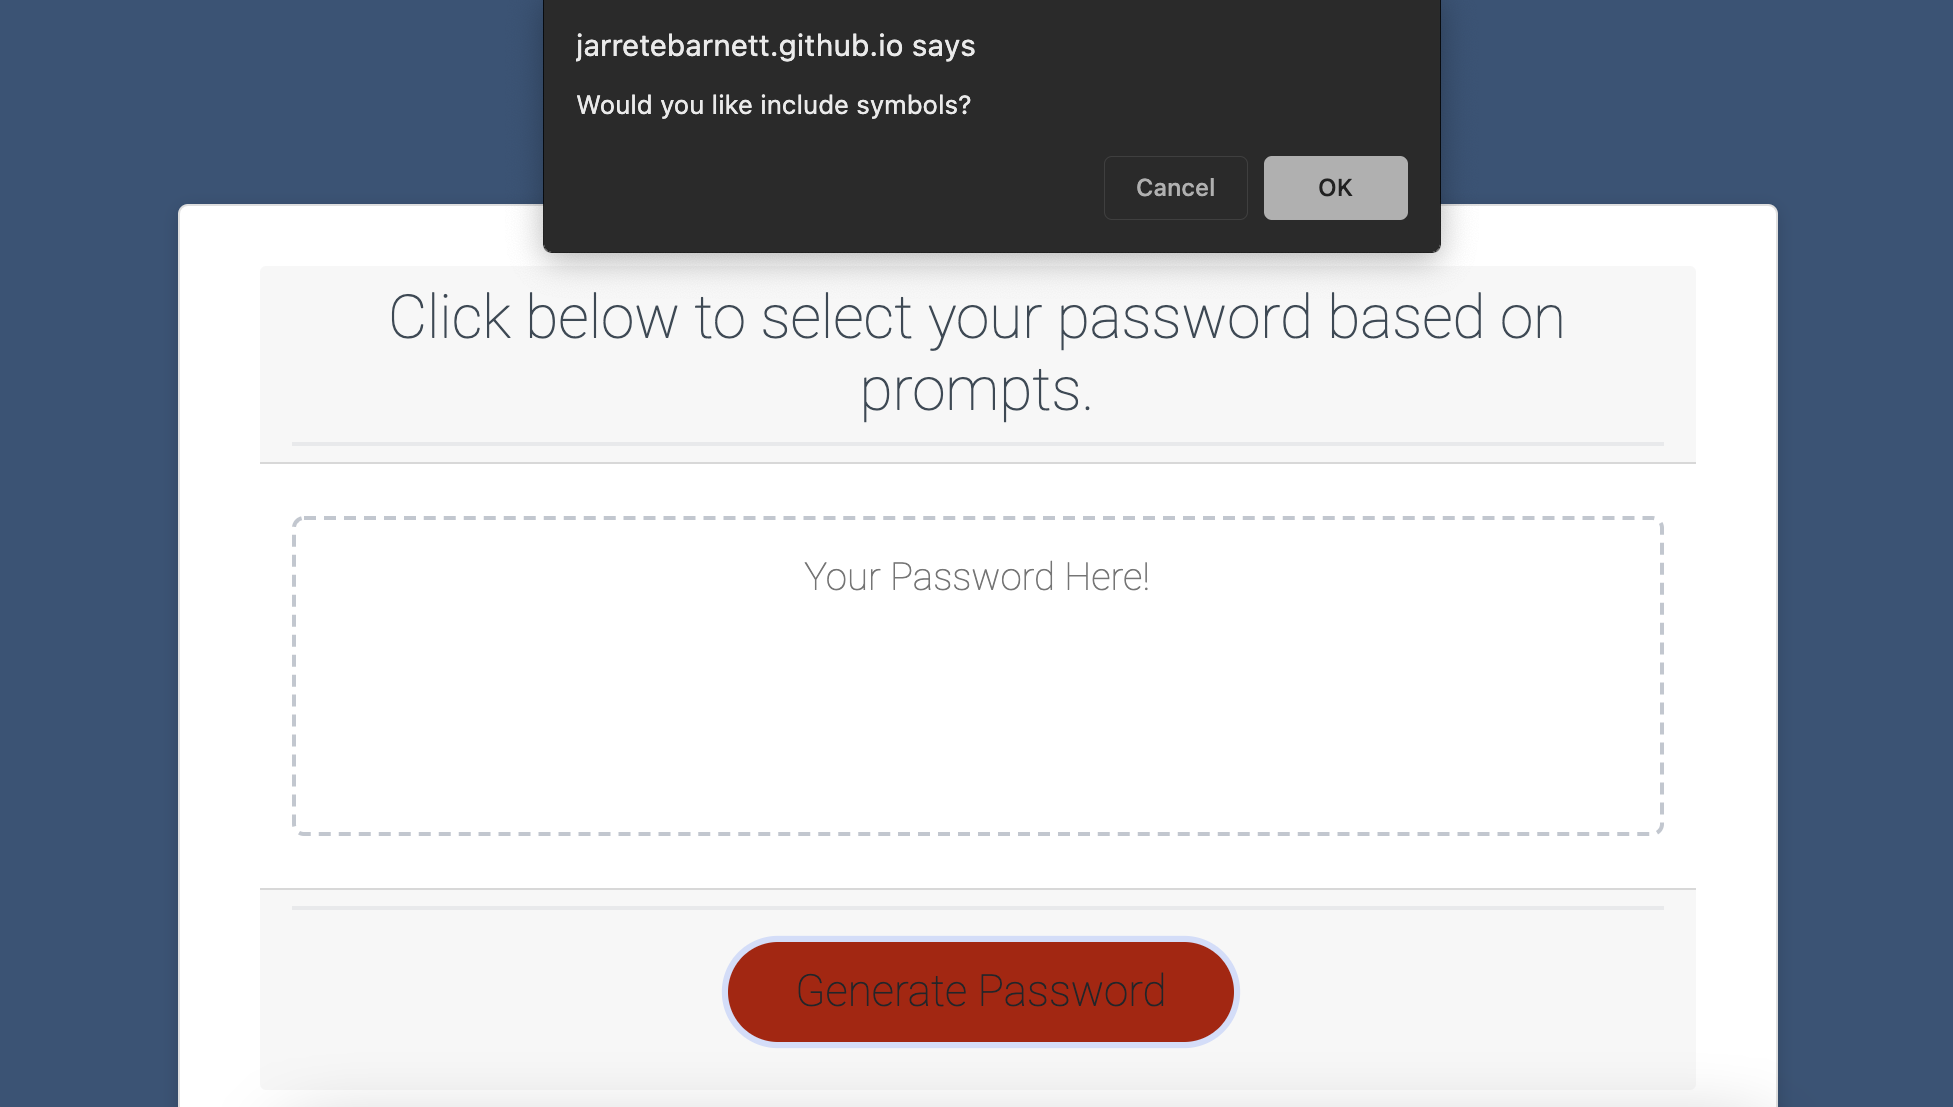 jarretebarnett.github.io says
Would you like include symbols?
Cancel
OK
Click below to select your password based on
prompts.
Your Password Here!
Generate Password